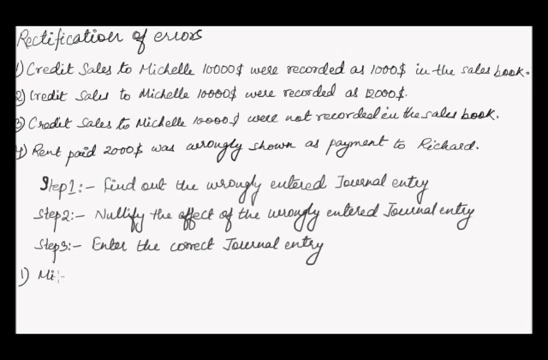 Rectification of errors
1) Credit Sales to Michelle 10000$ were recorded as 1000$ in the sales book.
2) Credit Sales to Michelle 10000$ were recorded as 12000$.
3) Credit Sales to Michelle 10000$ were not recorded in the sales book.
4) Rent paid 2000$ was wrongly shown as payment to Richard.
Step1:- Find out the wrongly entered Journal entry
Step2:- Nullify the affect of the wrongly entered Journal entry
Step3:- Enter the correct Journal entry
1) Mi:-